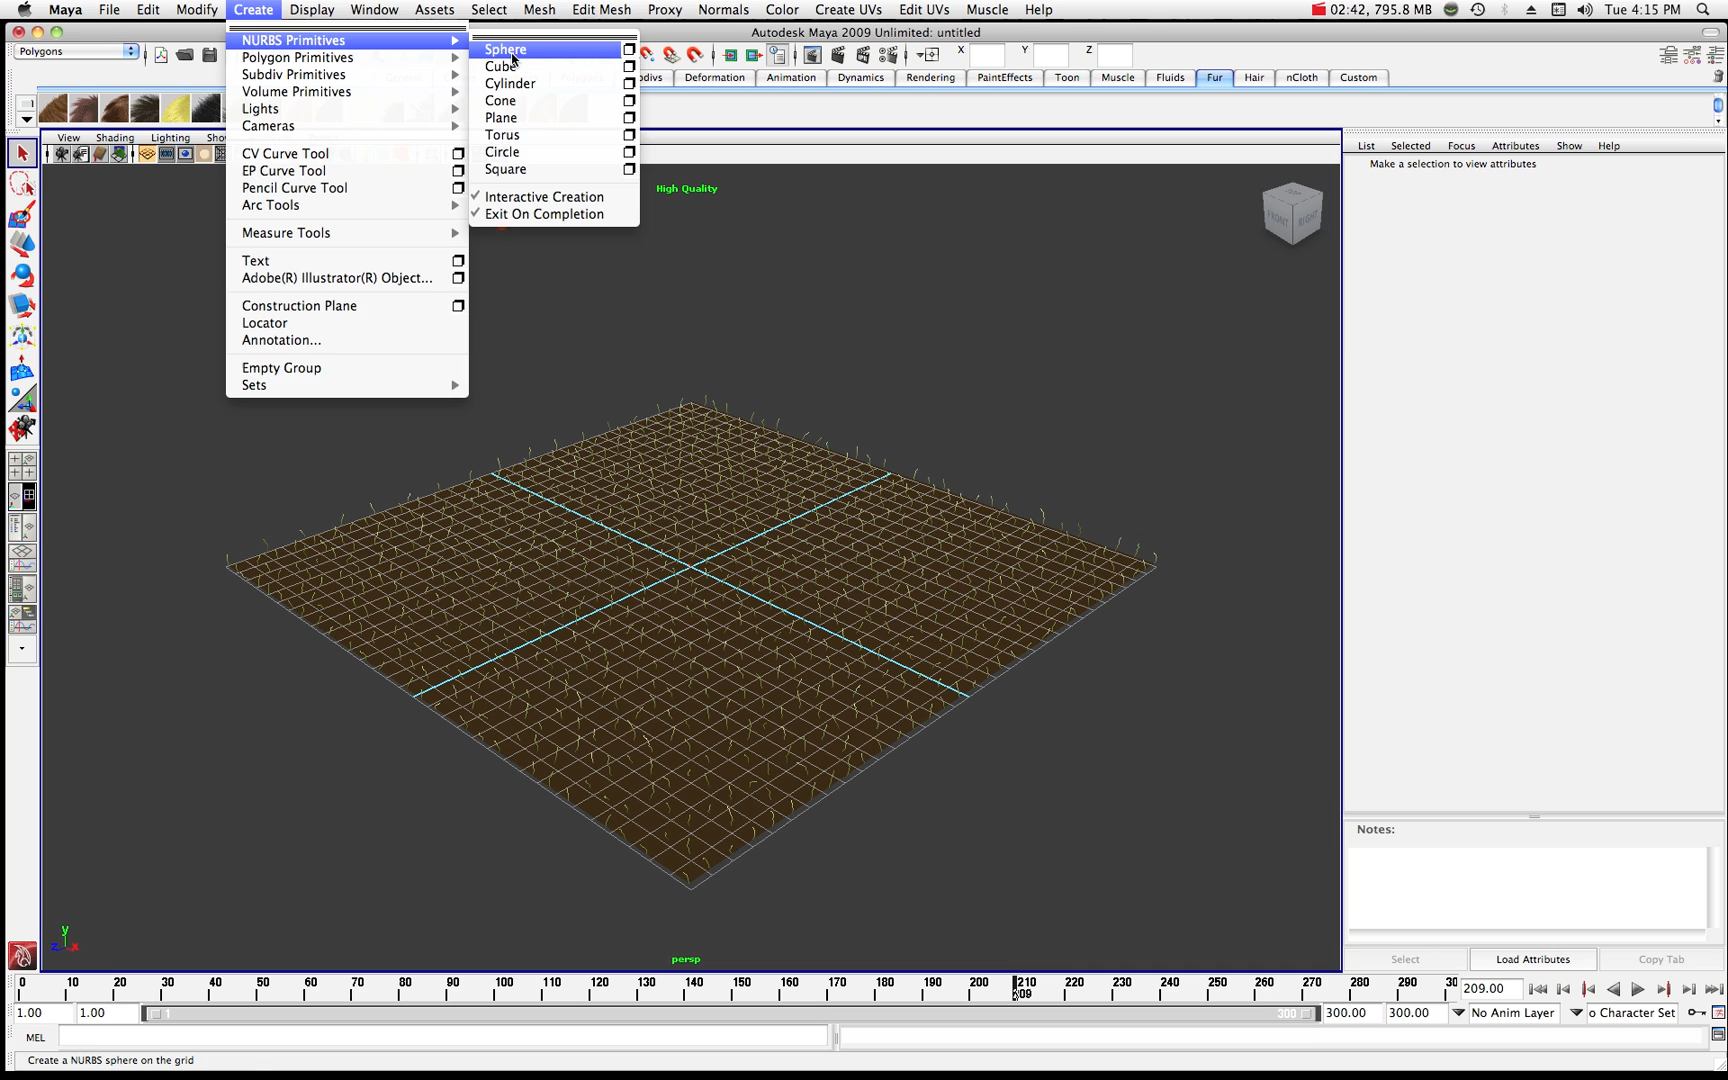 Maya File Edit Modify Create Display Window Assets Select Mesh Edit Mesh Proxy Normals Color Create UVs Edit UVs Muscle Help 02:42, 795.8 MB Tue 4:15 PM
Autodesk Maya 2009 Unlimited: untitled
Polygons
X Y Z
Deformation Animation Dynamics Rendering PaintEffects Toon Muscle Fluids Fur Hair nCloth Custom
View Shading Lighting
NURBS Primitives
Polygon Primitives
Subdiv Primitives
Volume Primitives
Lights
Cameras
CV Curve Tool
EP Curve Tool
Pencil Curve Tool
Arc Tools
Measure Tools
Text
Adobe(R) Illustrator(R) Object...
Construction Plane
Locator
Annotation...
Empty Group
Sets
Sphere
Cube
Cylinder
Cone
Plane
Torus
Circle
Square
Interactive Creation
Exit On Completion
High Quality
FRONT RIGHT
List Selected Focus Attributes Show Help
Make a selection to view attributes
Notes:
Select Load Attributes Copy Tab
y
z x
persp
0 10 20 30 40 50 60 70 80 90 100 110 120 130 140 150 160 170 180 190 200 210 220 230 240 250 260 270 280 290 30
209.00
1.00 1.00 1 300 300.00 300.00 No Anim Layer o Character Set
MEL
Create a NURBS sphere on the grid